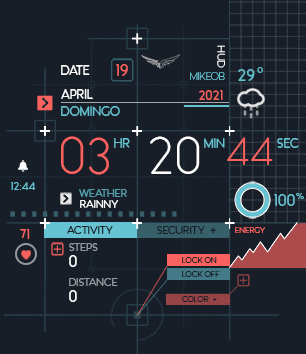 DATE 19
HUD
MIKEOB 29°
APRIL
2021
DOMINGO
03 HR 20 MIN 44 SEC
12:44
WEATHER
RAINNY
100%
ACTIVITY SECURITY +
71
ENERGY
STEPS
0
LOCK ON
LOCK OFF
DISTANCE
0
COLOR +